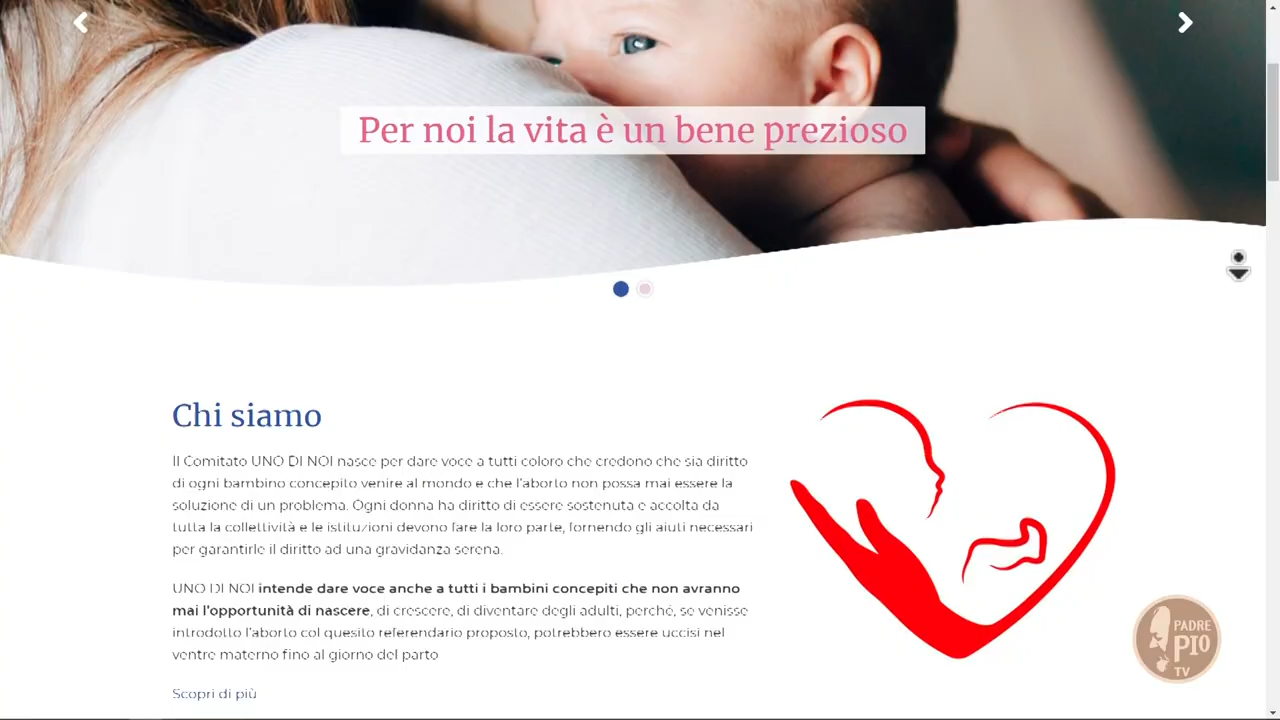 Per noi la vita è un bene prezioso
Chi siamo
Il Comitato UNO DI NOI nasce per dare voce a tutti coloro che credono che sia diritto
di ogni bambino concepito venire al mondo e che l'aborto non possa mai essere la
soluzione di un problema. Ogni donna ha diritto di essere sostenuta e accolta da
tutta la collettività e le istituzioni devono fare la loro parte, fornendo gli aiuti necessari
per garantirle il diritto ad una gravidanza serena.
UNO DI NOI intende dare voce anche a tutti i bambini concepiti che non avranno
mai l'opportunità di nascere, di crescere, di diventare degli adulti, perché, se venisse
introdotto l'aborto col quesito referendario proposto, potrebbero essere uccisi nel
ventre materno fino al giorno del parto
Scopri di più
PADRE
PIO
TV